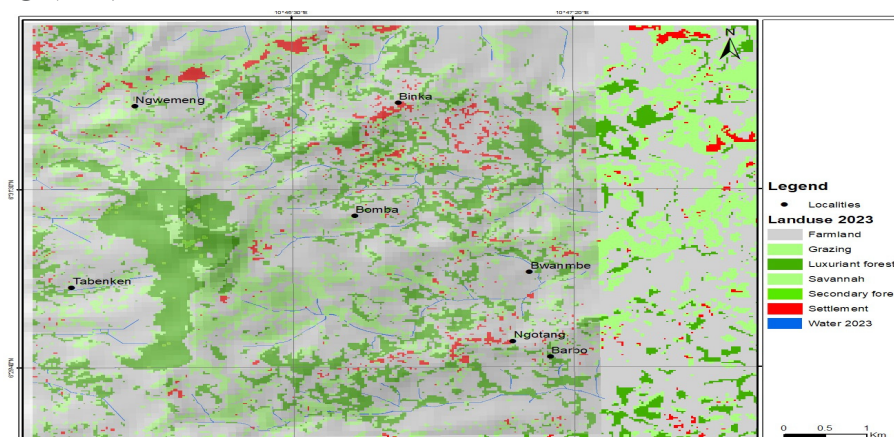 10°46'30"E 10°47'20"E
N
Ngwemeng
Binka
Bomba
Bwanmbe
Tabenken
Ngotang
Barbo
Legend
Localities
Landuse 2023
Farmland
Grazing
Luxuriant forest
Savannah
Secondary fore
Settlement
Water 2023
0 0.5 1
Km